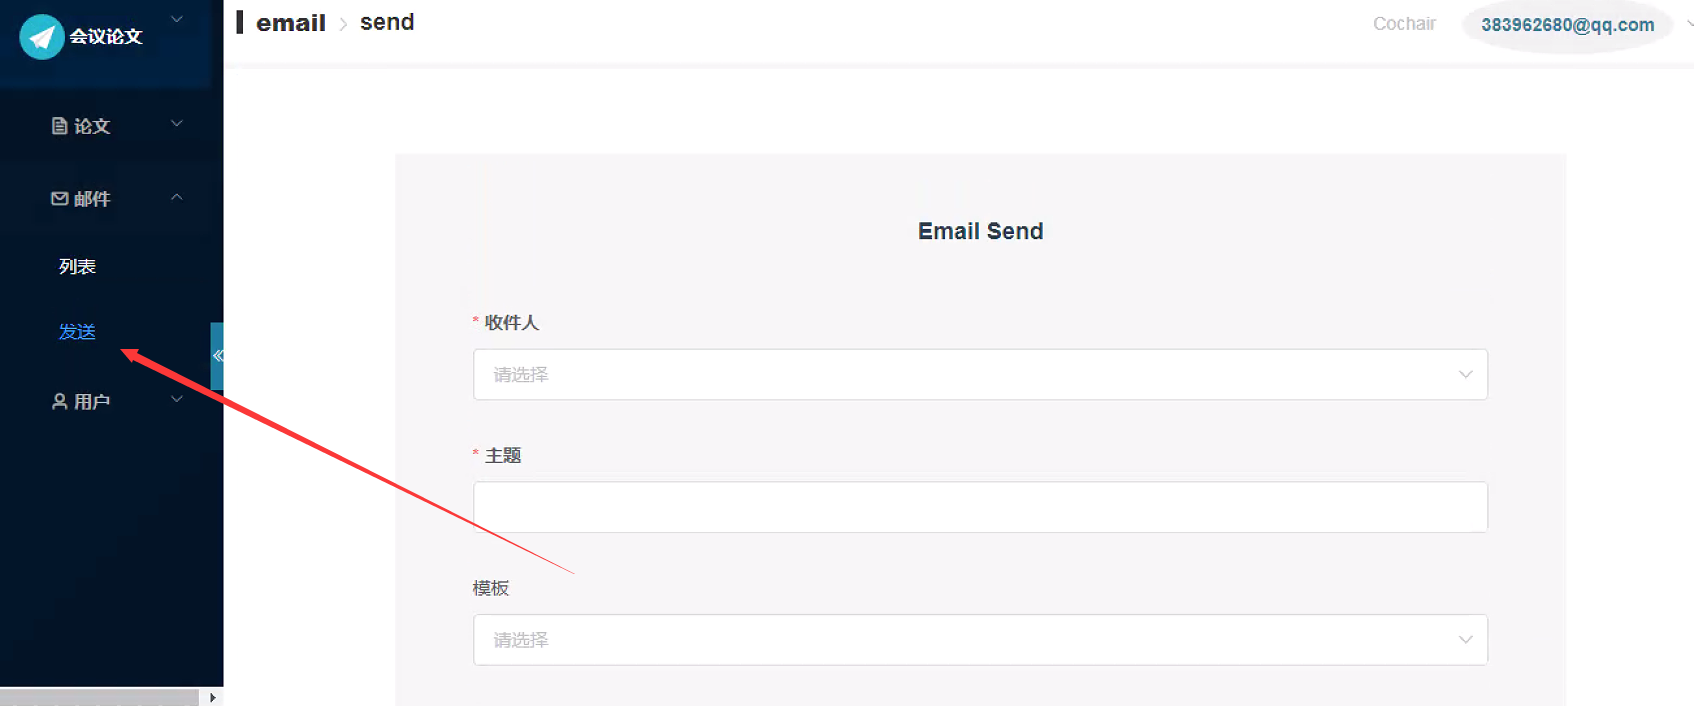 会议论文
论文
邮件
列表
发送
用户
email
send
Cochair
383962680@qq.com
Email Send
* 收件人
请选择
* 主题
模板
请选择